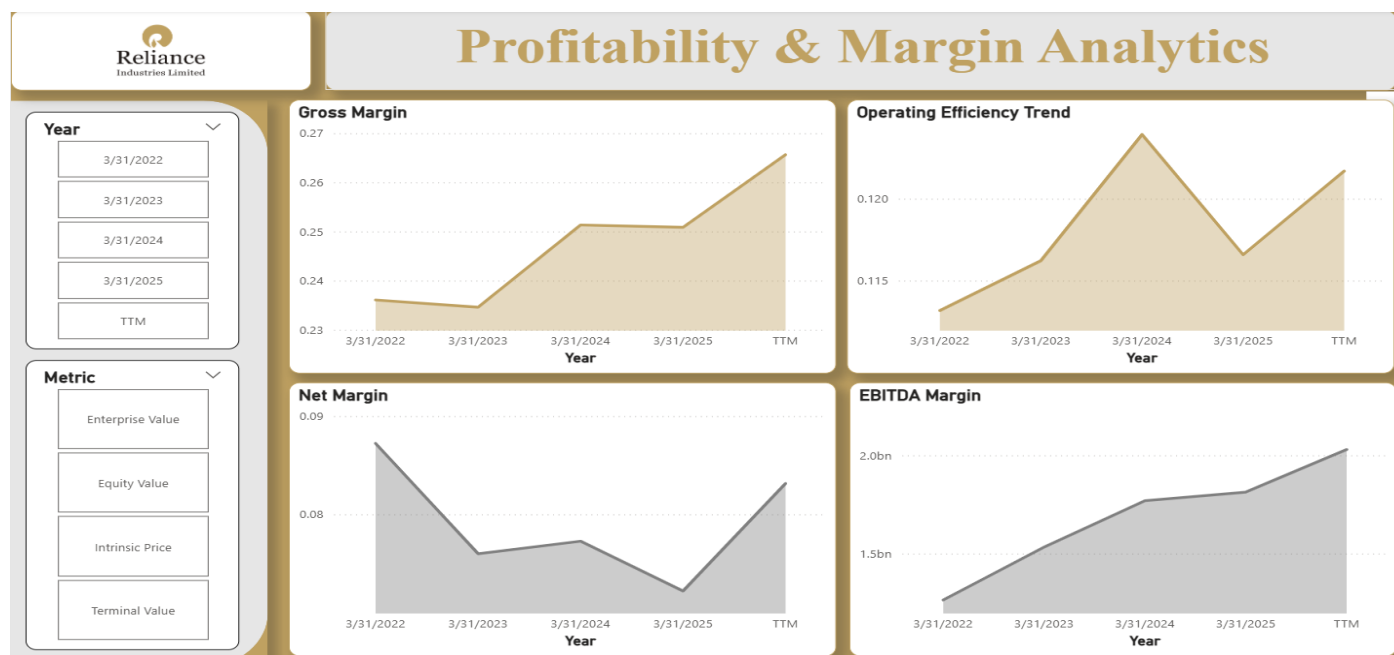 Reliance
Industries Limited
Profitability & Margin Analytics
Year
3/31/2022
3/31/2023
3/31/2024
3/31/2025
TTM
Metric
Enterprise Value
Equity Value
Intrinsic Price
Terminal Value
Gross Margin
0.27
0.26
0.25
0.24
0.23
3/31/2022 3/31/2023 3/31/2024 3/31/2025 TTM
Year
Operating Efficiency Trend
0.120
0.115
3/31/2022 3/31/2023 3/31/2024 3/31/2025 TTM
Year
Net Margin
0.09
0.08
3/31/2022 3/31/2023 3/31/2024 3/31/2025 TTM
Year
EBITDA Margin
2.0bn
1.5bn
3/31/2022 3/31/2023 3/31/2024 3/31/2025 TTM
Year